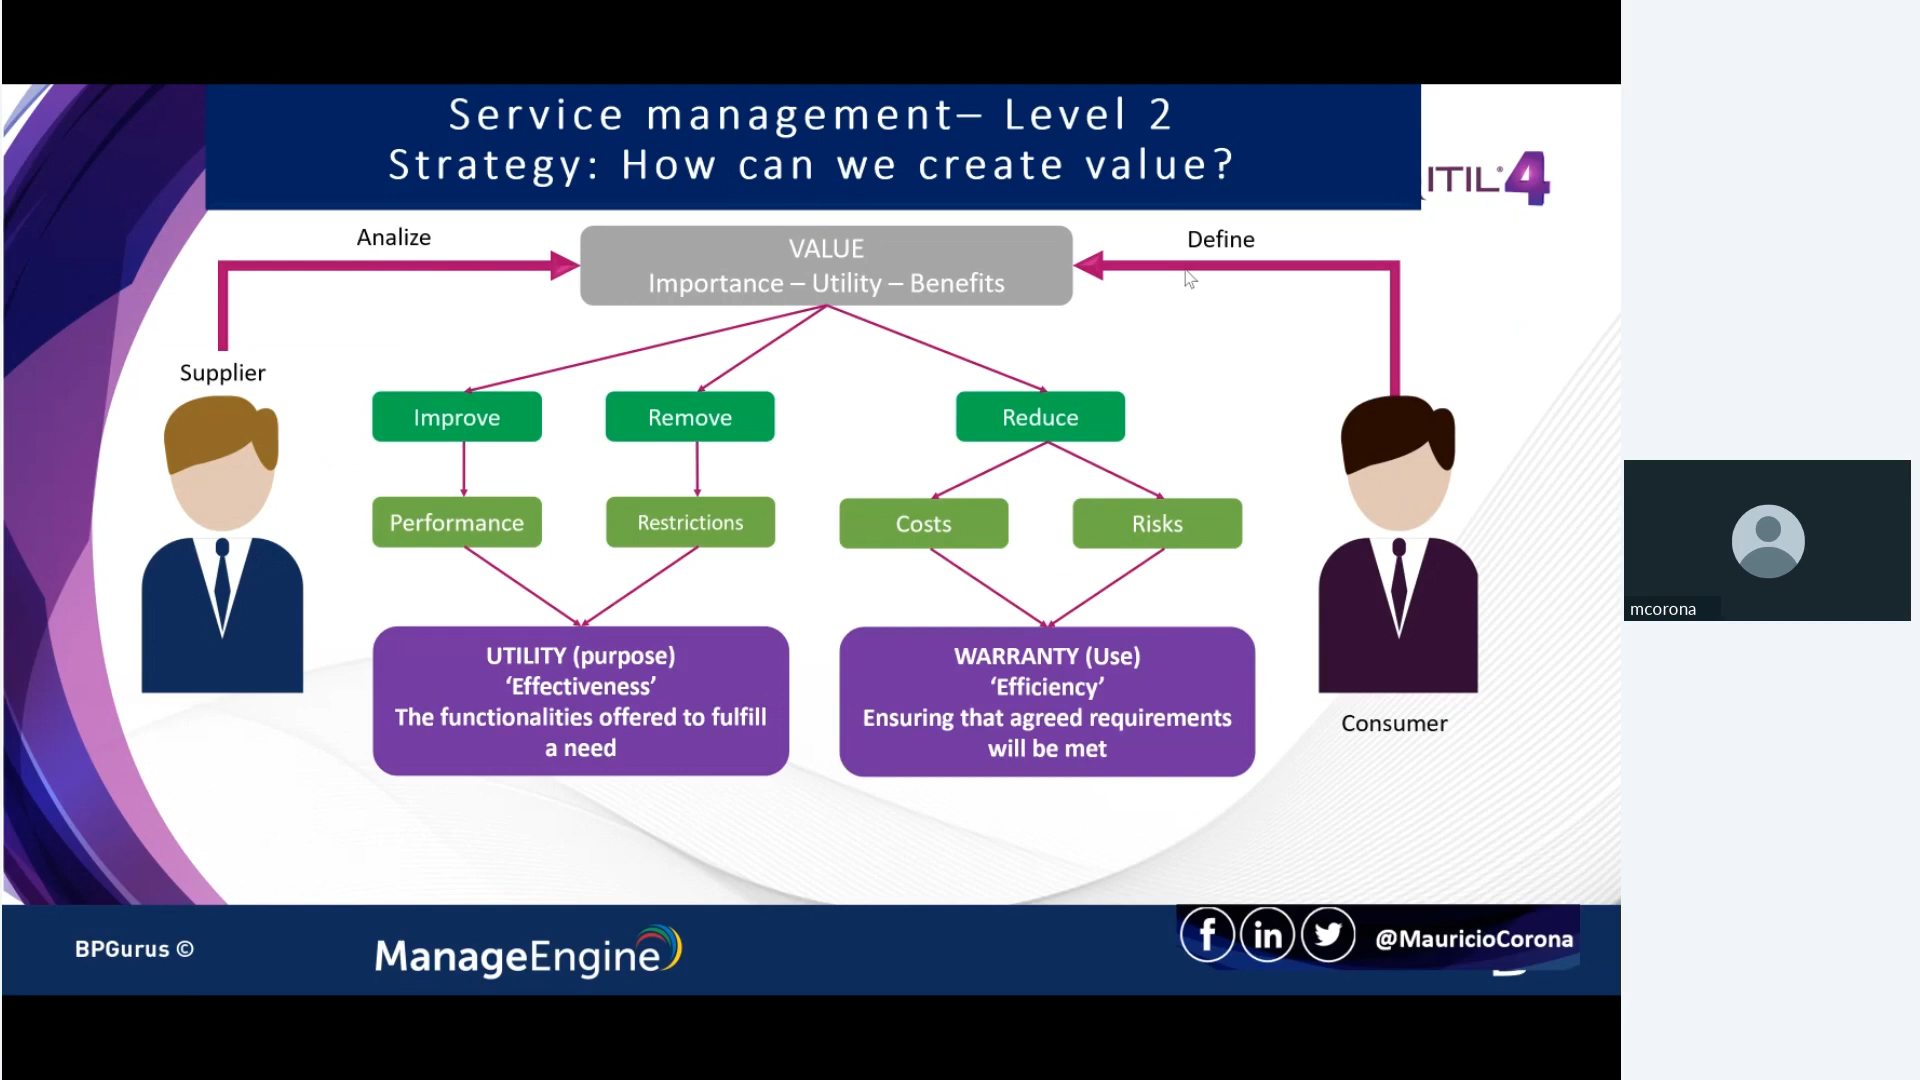 Service management– Level 2
Strategy: How can we create value?
ITIL® 4
Analize
Define
VALUE
Importance – Utility – Benefits
Supplier
Improve
Remove
Reduce
Performance
Restrictions
Costs
Risks
UTILITY (purpose)
‘Effectiveness’
The functionalities offered to fulfill
a need
WARRANTY (Use)
‘Efficiency’
Ensuring that agreed requirements
will be met
Consumer
mcorona
BPGurus ©
ManageEngine
f in @MauricioCorona